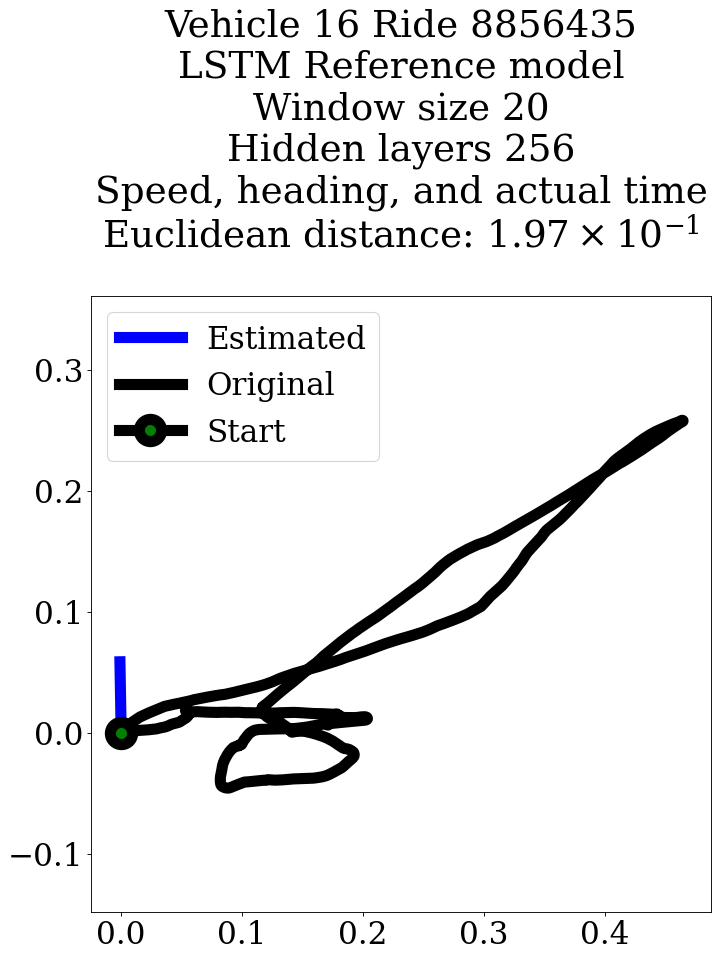 Vehicle 16 Ride 8856435
LSTM Reference model
Window size 20
Hidden layers 256
Speed, heading, and actual time
Euclidean distance: 1.97 × 10⁻¹
Estimated
Original
Start
0.3
0.2
0.1
0.0
−0.1
0.0 0.1 0.2 0.3 0.4